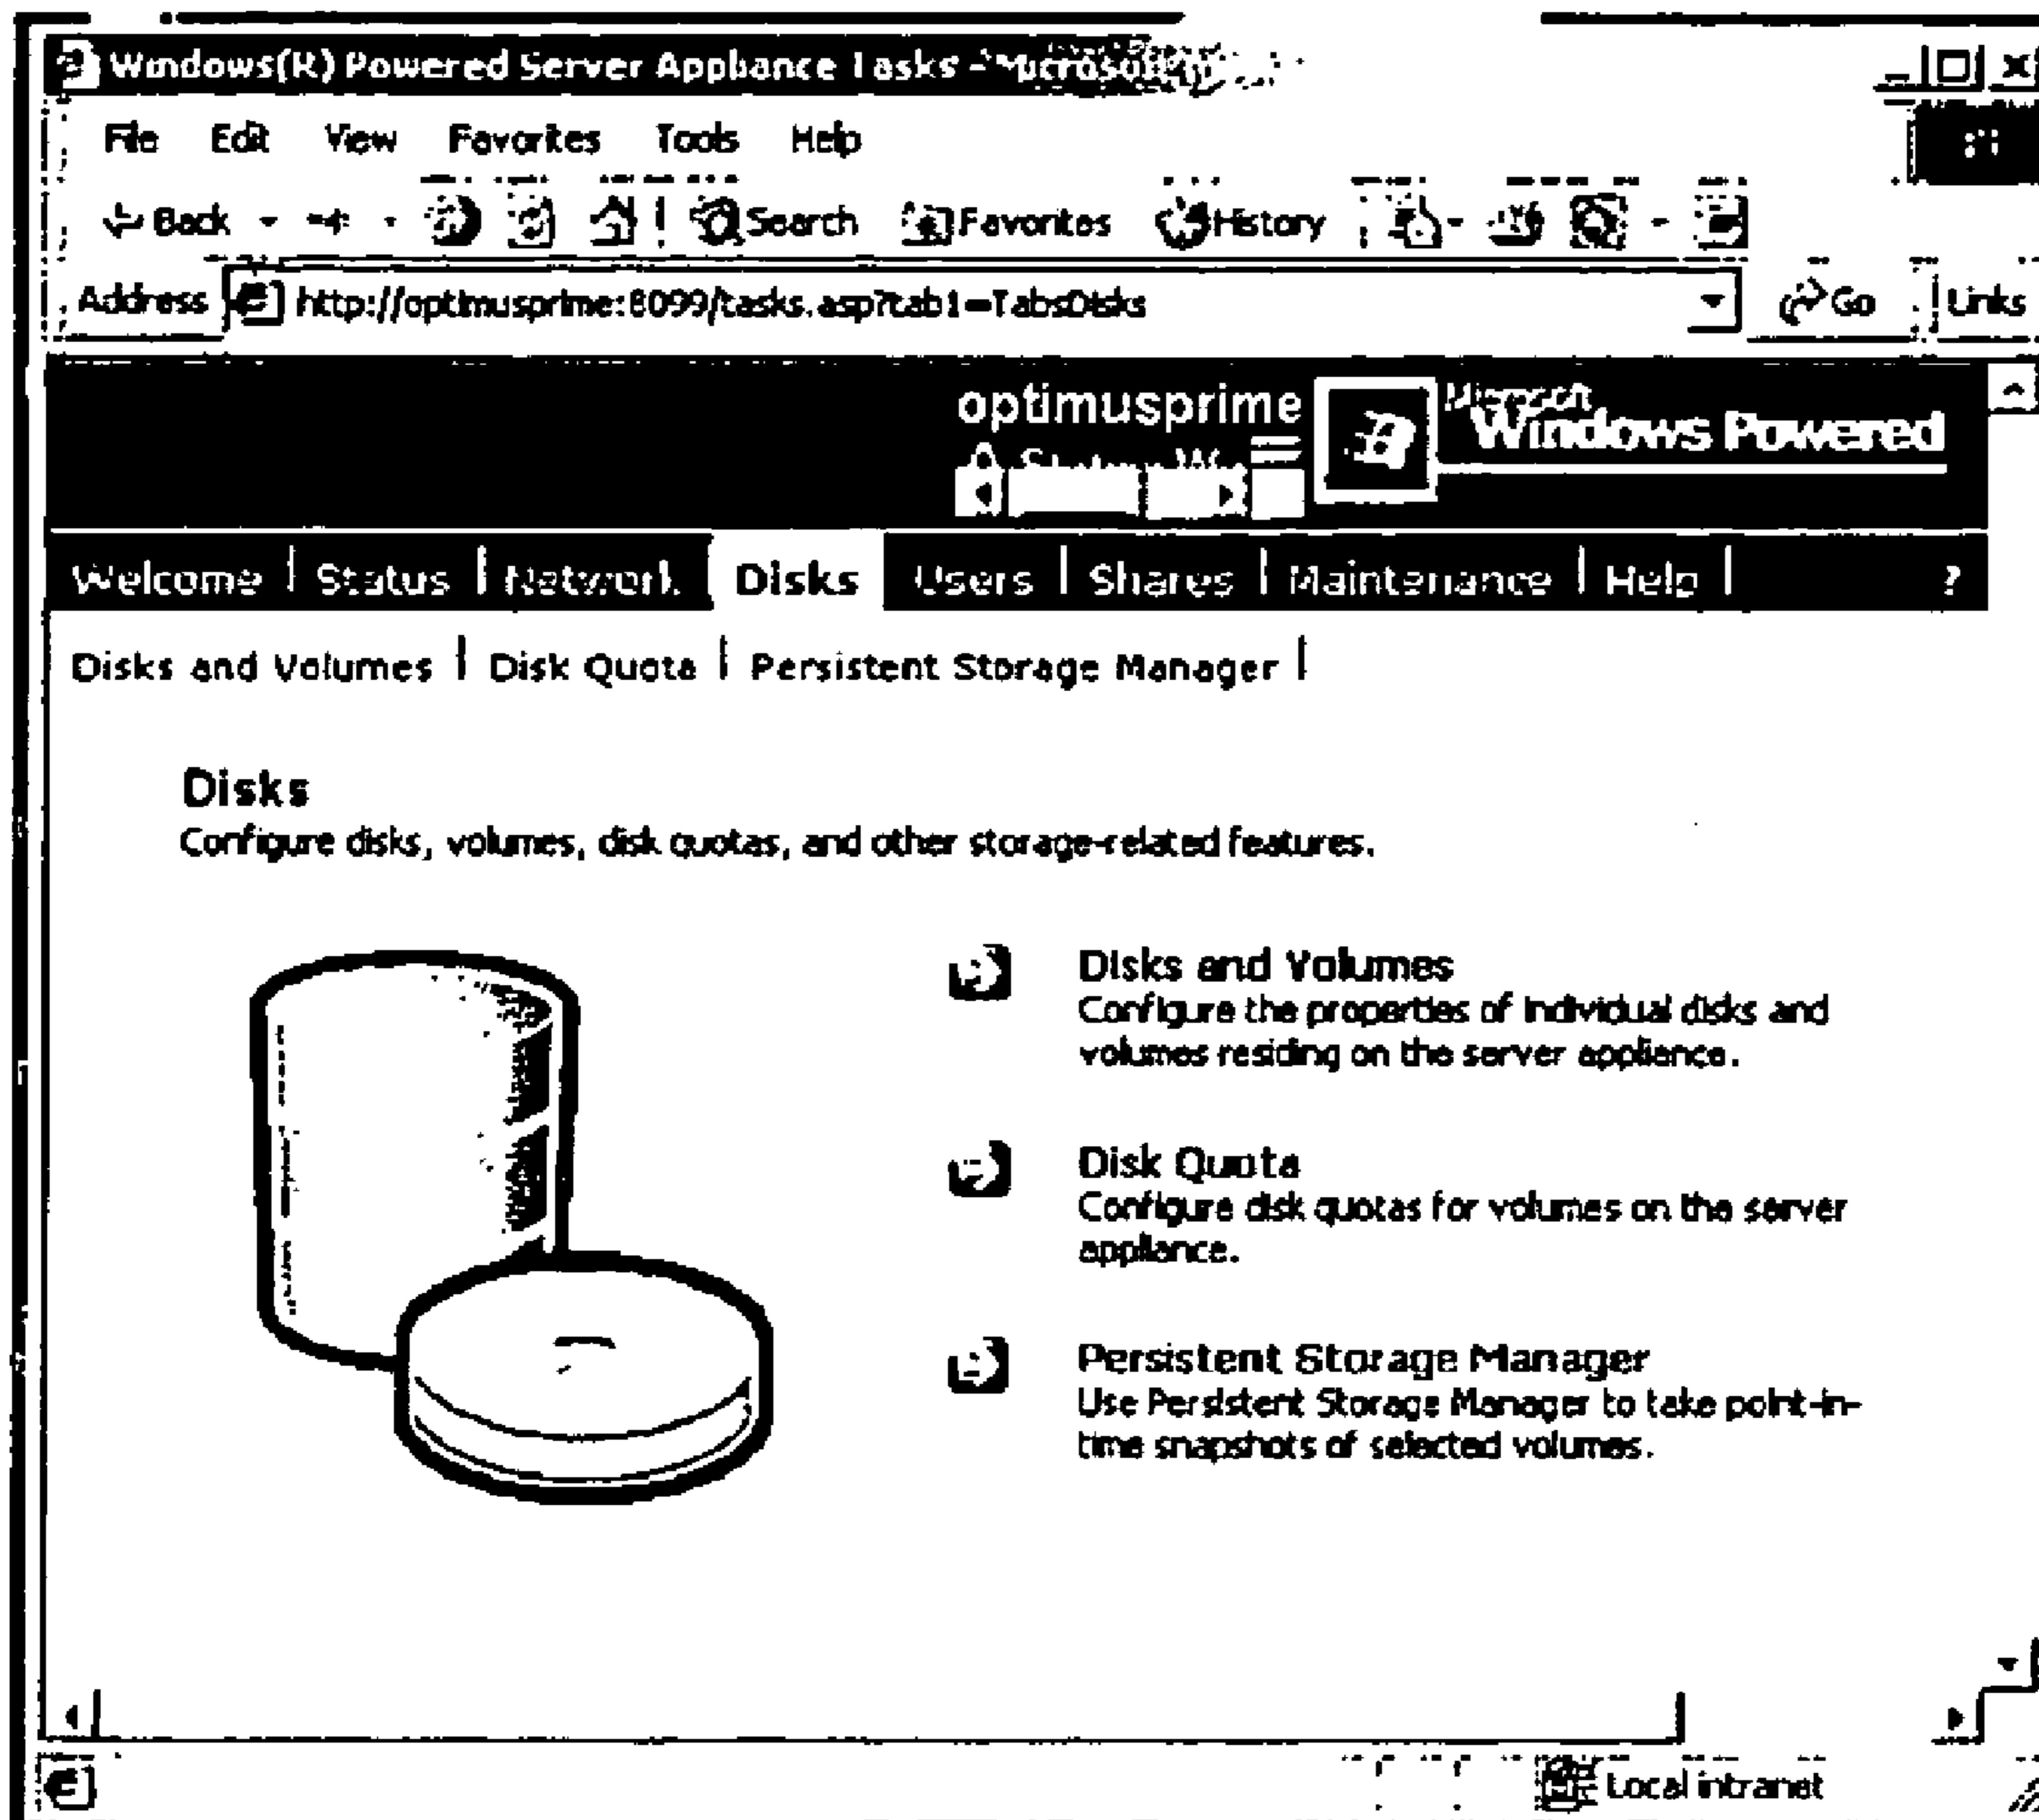 Windows(R) Powered Server Appliance Tasks - Microsoft
File Edit View Favorites Tools Help
Back Search Favorites History
Address http://optimusprime:8099/tasks.asp?tab1=TabsDisks Go Links
optimusprime
Microsoft
Windows Powered
Welcome | Status | Network | Disks | Users | Shares | Maintenance | Help | ?
Disks and Volumes | Disk Quota | Persistent Storage Manager |
Disks
Configure disks, volumes, disk quotas, and other storage-related features.
Disks and Volumes
Configure the properties of individual disks and
volumes residing on the server appliance.
Disk Quota
Configure disk quotas for volumes on the server
appliance.
Persistent Storage Manager
Use Persistent Storage Manager to take point-in-
time snapshots of selected volumes.
Local intranet